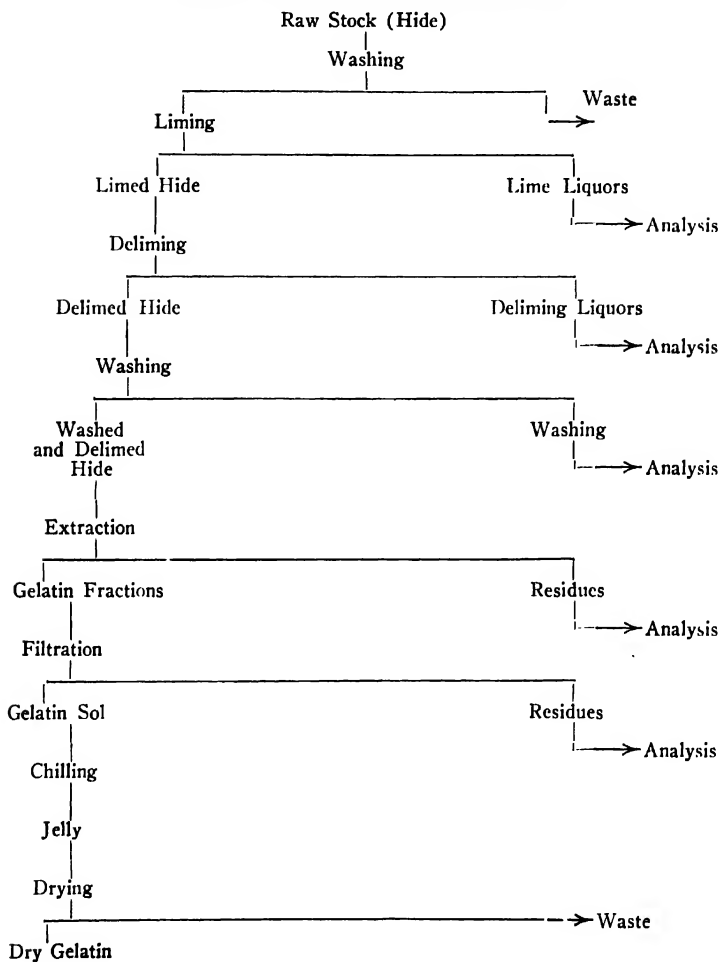 Raw Stock (Hide)
Washing
Waste
Liming
Limed Hide Lime Liquors
Analysis
Deliming
Delimed Hide Deliming Liquors
Analysis
Washing
Washed Washing
and Delimed
Hide Analysis
Extraction
Gelatin Fractions Residues
Analysis
Filtration
Gelatin Sol Residues
Analysis
Chilling
Jelly
Drying
Waste
Dry Gelatin